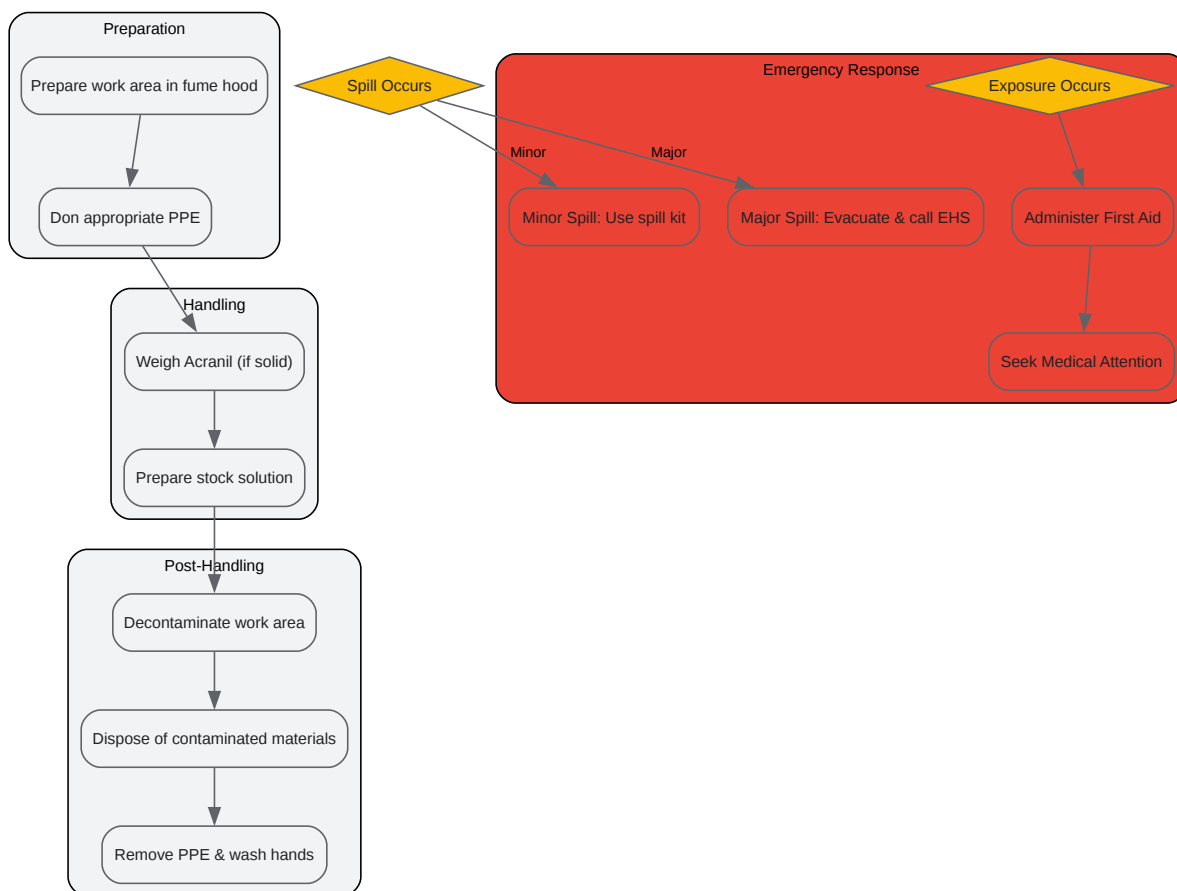 Preparation
Prepare work area in fume hood
Don appropriate PPE
Handling
Weigh Acranil (if solid)
Prepare stock solution
Post-Handling
Decontaminate work area
Dispose of contaminated materials
Remove PPE & wash hands
Spill Occurs
Minor
Major
Emergency Response
Minor Spill: Use spill kit
Major Spill: Evacuate & call EHS
Exposure Occurs
Administer First Aid
Seek Medical Attention